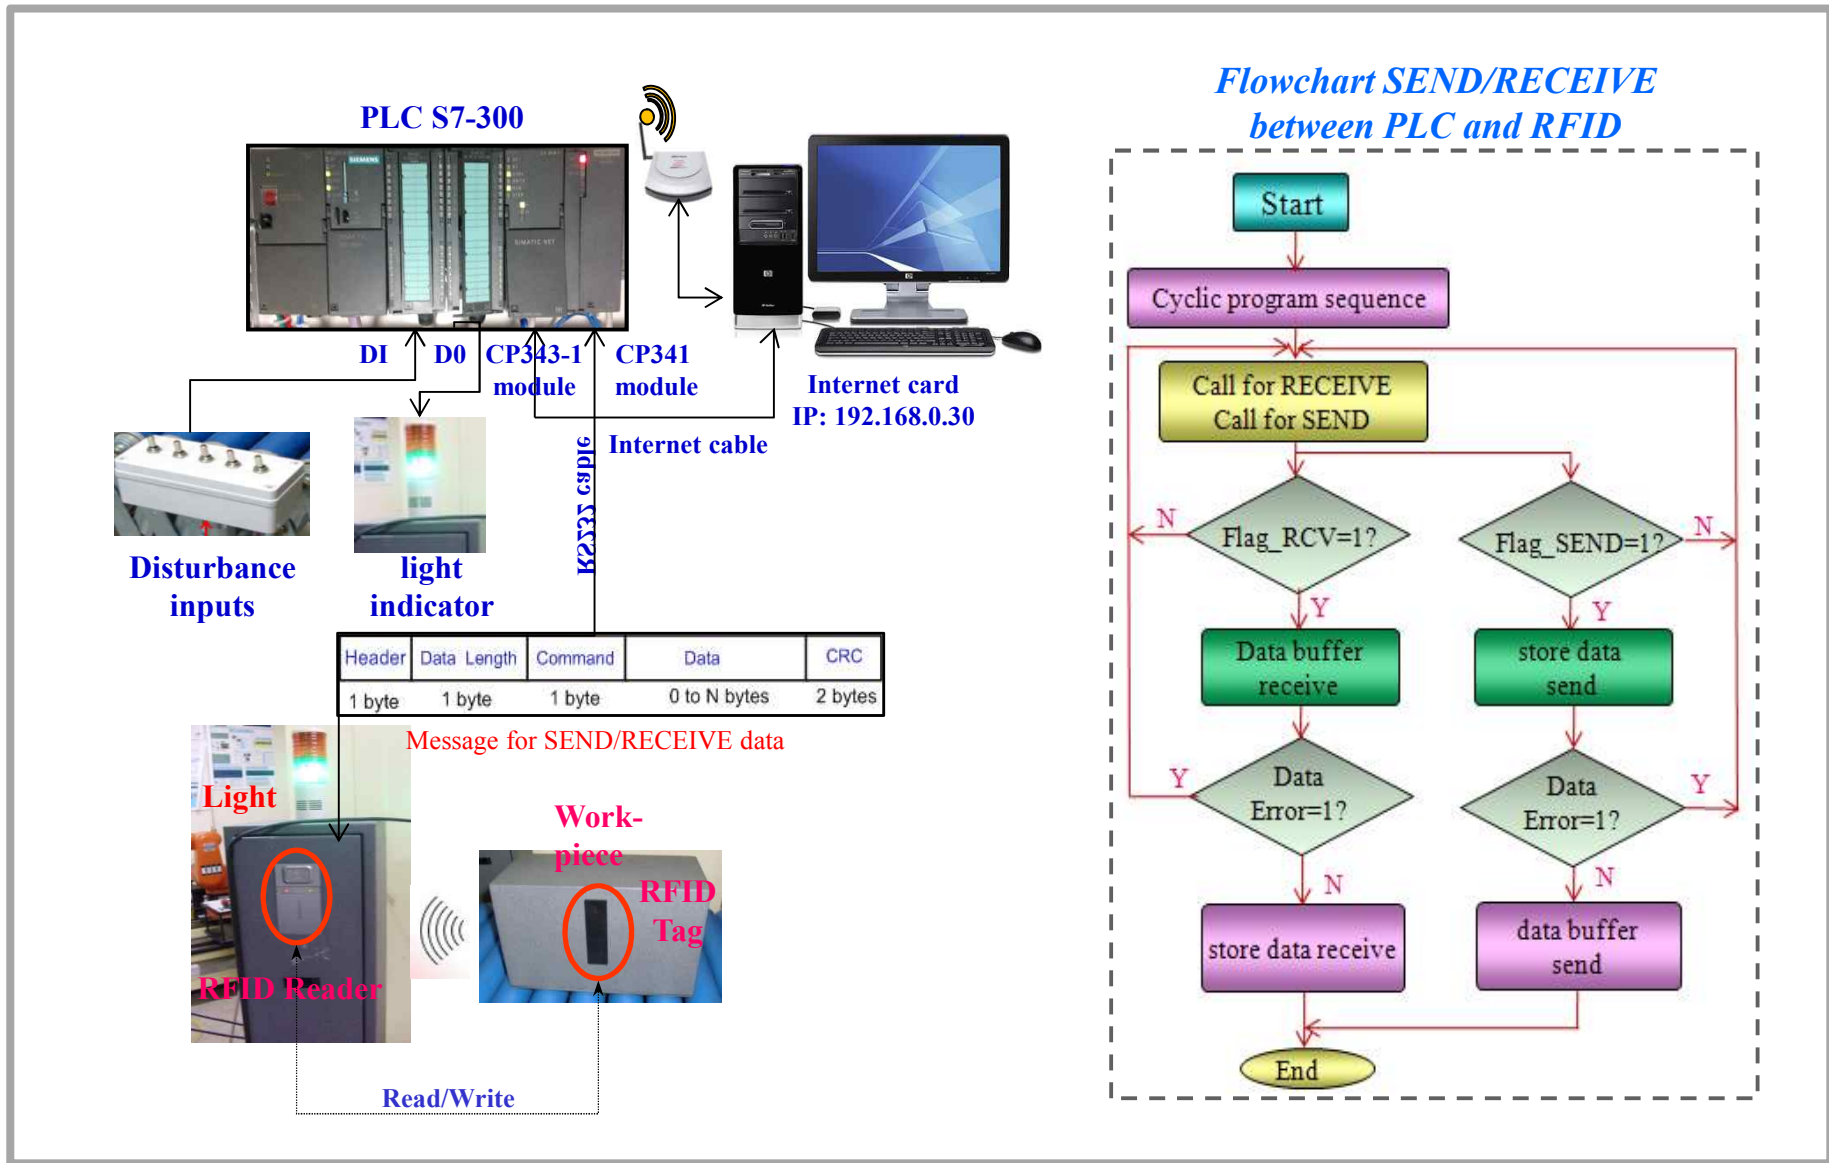 PLC S7-300
SIEMENS
SIMATIC NET
DI
D0
CP343-1
module
CP341
module
Internet card
IP: 192.168.0.30
Internet cable
RS232 cable
Disturbance
inputs
light
indicator
Header
Data Length
Command
Data
CRC
1 byte
1 byte
1 byte
0 to N bytes
2 bytes
Message for SEND/RECEIVE data
Light
Work-
piece
RFID
Tag
RFID Reader
Read/Write
Flowchart SEND/RECEIVE
between PLC and RFID
Start
Cyclic program sequence
Call for RECEIVE
Call for SEND
N
Flag_RCV=1?
Flag_SEND=1?
N
Y
Y
Data buffer
receive
store data
send
Y
Data
Error=1?
Data
Error=1?
Y
N
N
store data receive
data buffer
send
End